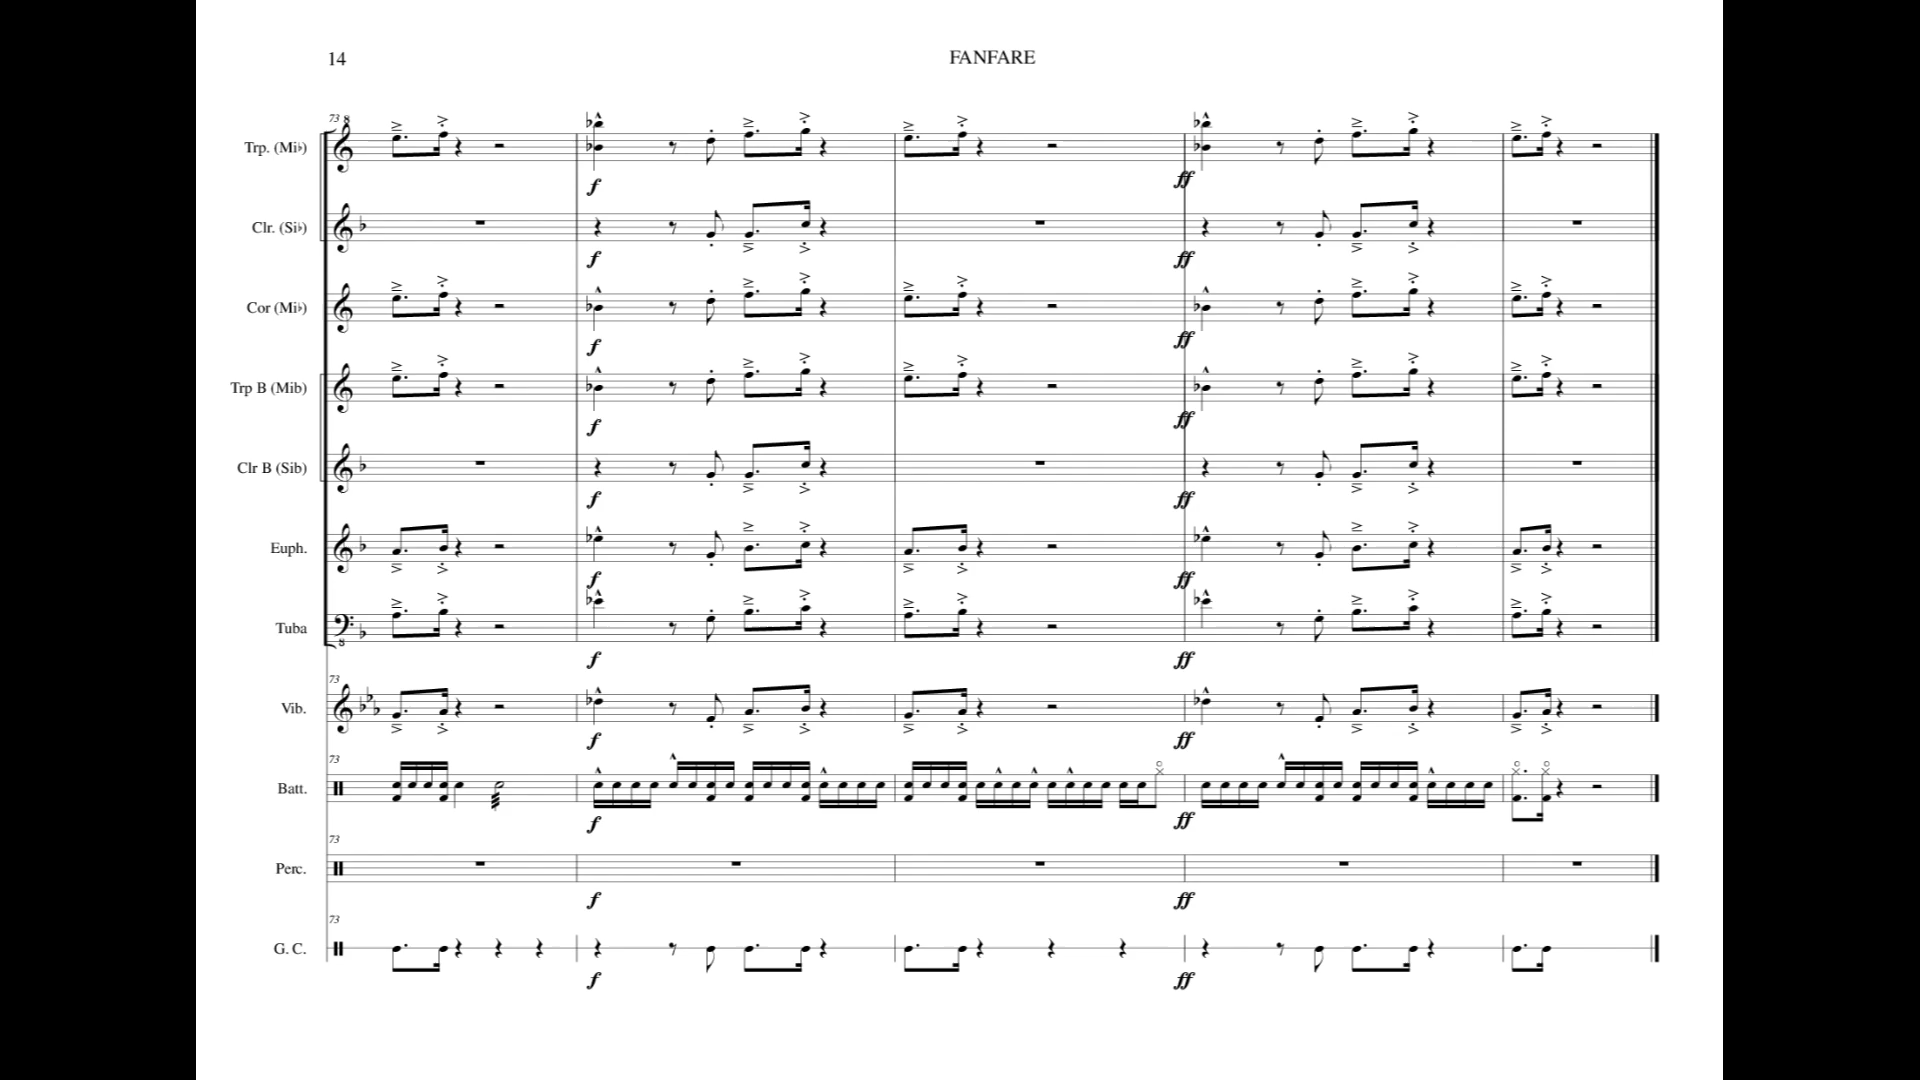 14
FANFARE
73
Trp. (Mi♭)
f
ff
Clr. (Si♭)
f
ff
Cor (Mi♭)
f
ff
Trp B (Mib)
f
ff
Clr B (Sib)
f
ff
Euph.
f
ff
Tuba
f
ff
73
Vib.
f
ff
73
Batt.
f
ff
73
Perc.
f
ff
73
G. C.
f
ff